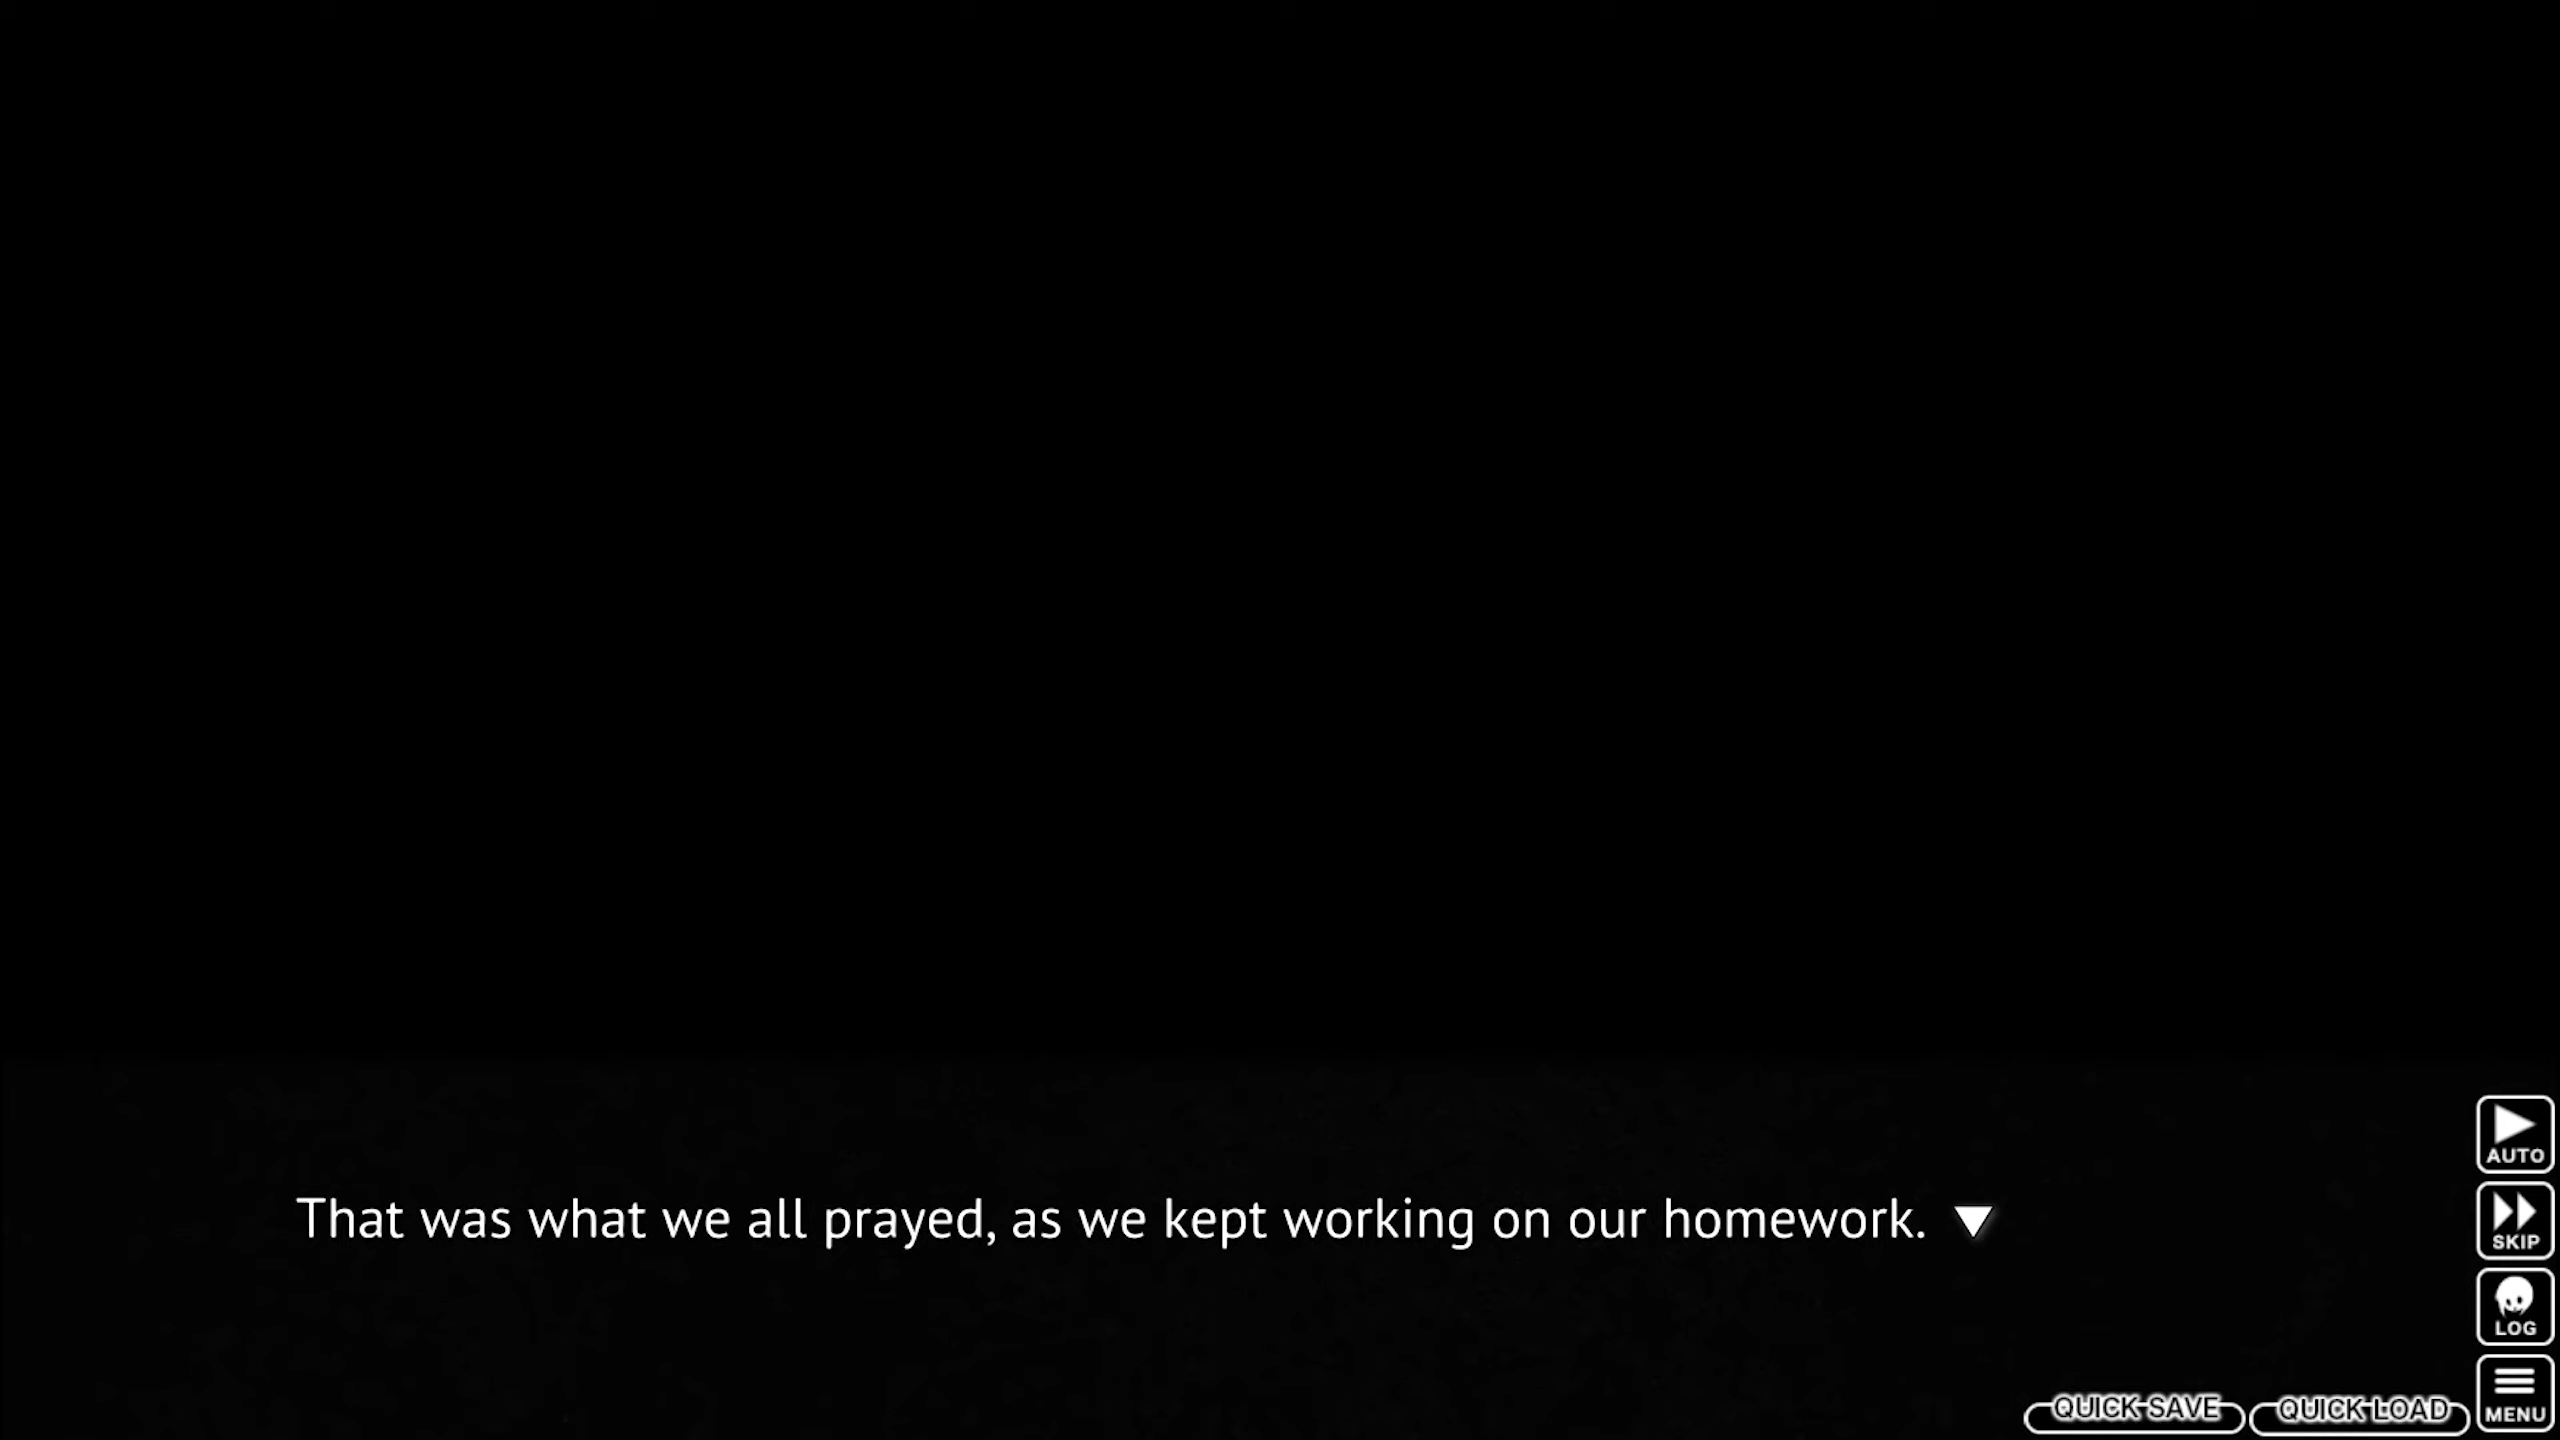 That was what we all prayed, as we kept working on our homework.
AUTO
SKIP
LOG
MENU
QUICK SAVE
QUICK LOAD